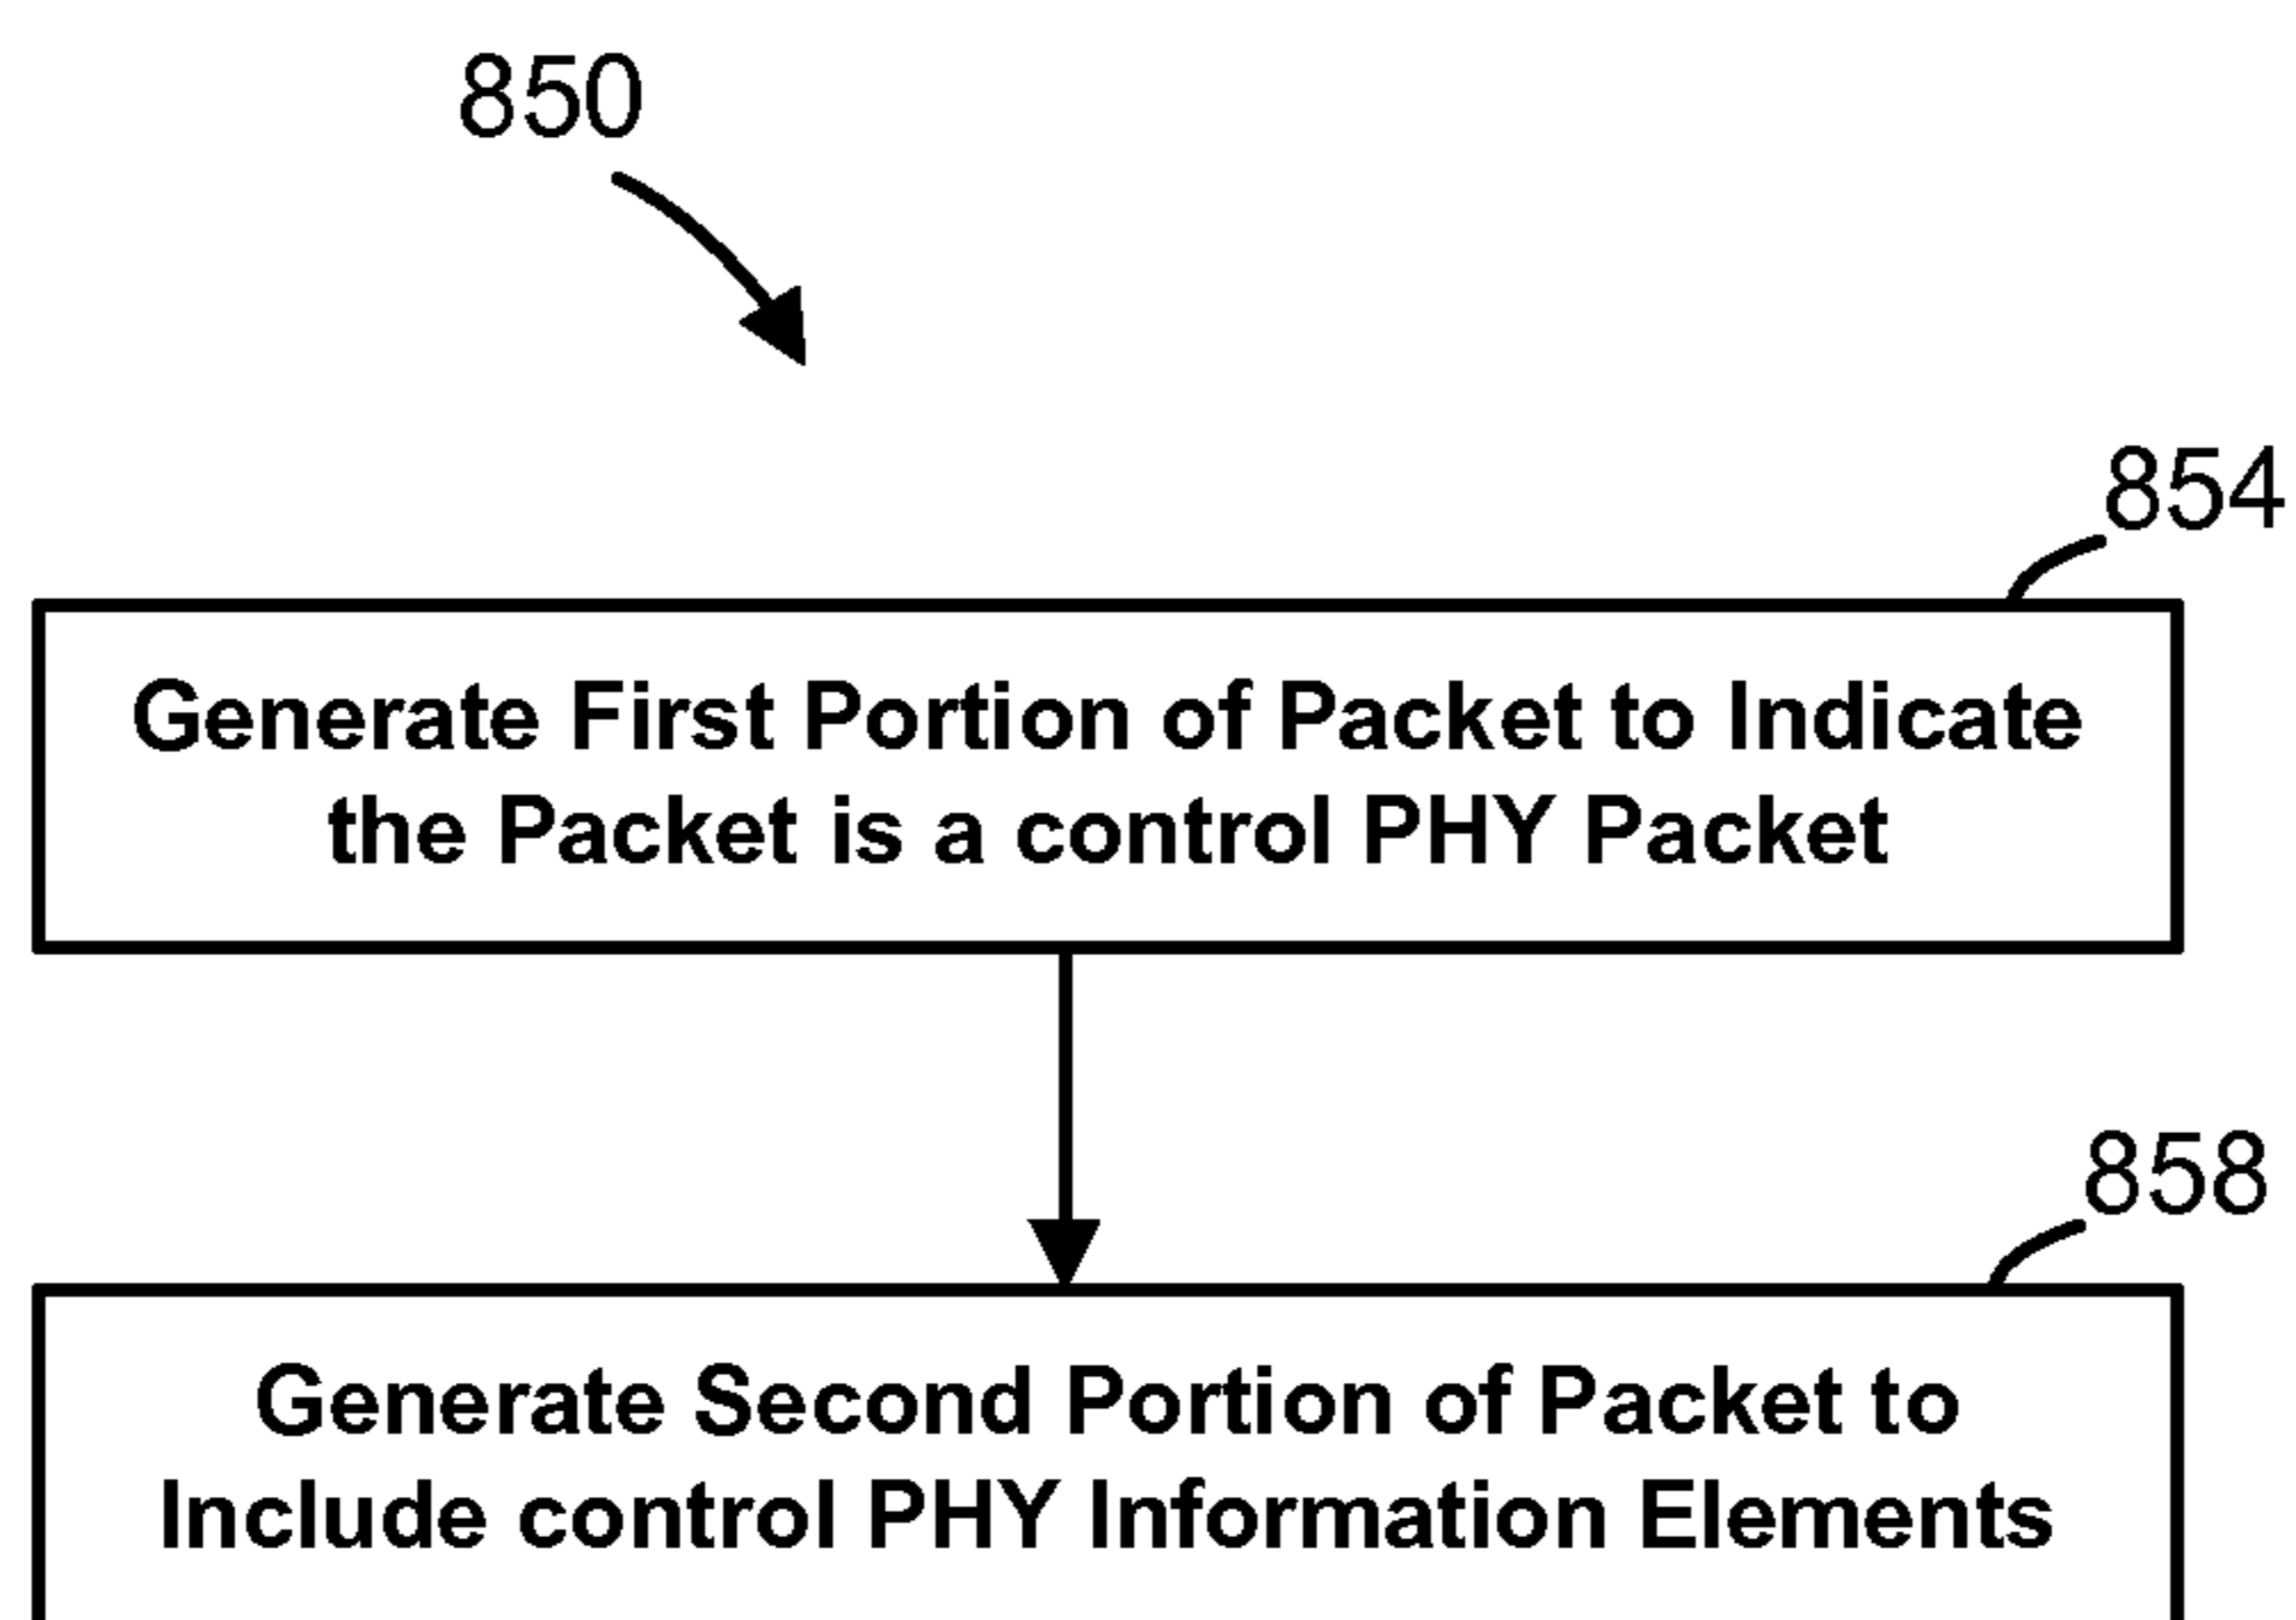 850
854
Generate First Portion of Packet to Indicate
the Packet is a control PHY Packet
858
Generate Second Portion of Packet to
Include control PHY Information Elements